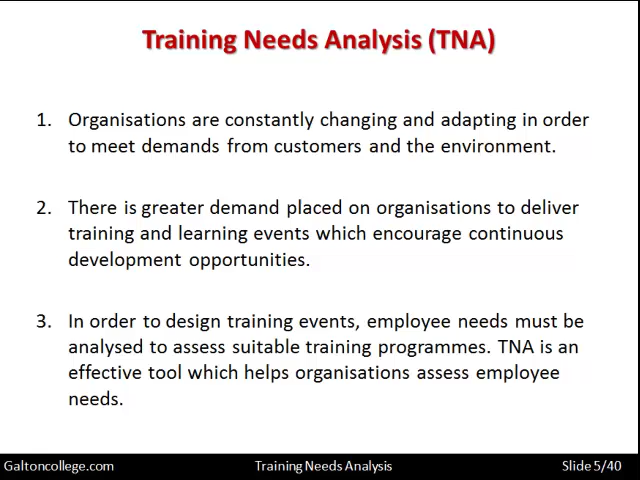 Training Needs Analysis (TNA)
1. Organisations are constantly changing and adapting in order
to meet demands from customers and the environment.
2. There is greater demand placed on organisations to deliver
training and learning events which encourage continuous
development opportunities.
3. In order to design training events, employee needs must be
analysed to assess suitable training programmes. TNA is an
effective tool which helps organisations assess employee
needs.
Galtoncollege.com Training Needs Analysis Slide 5/40